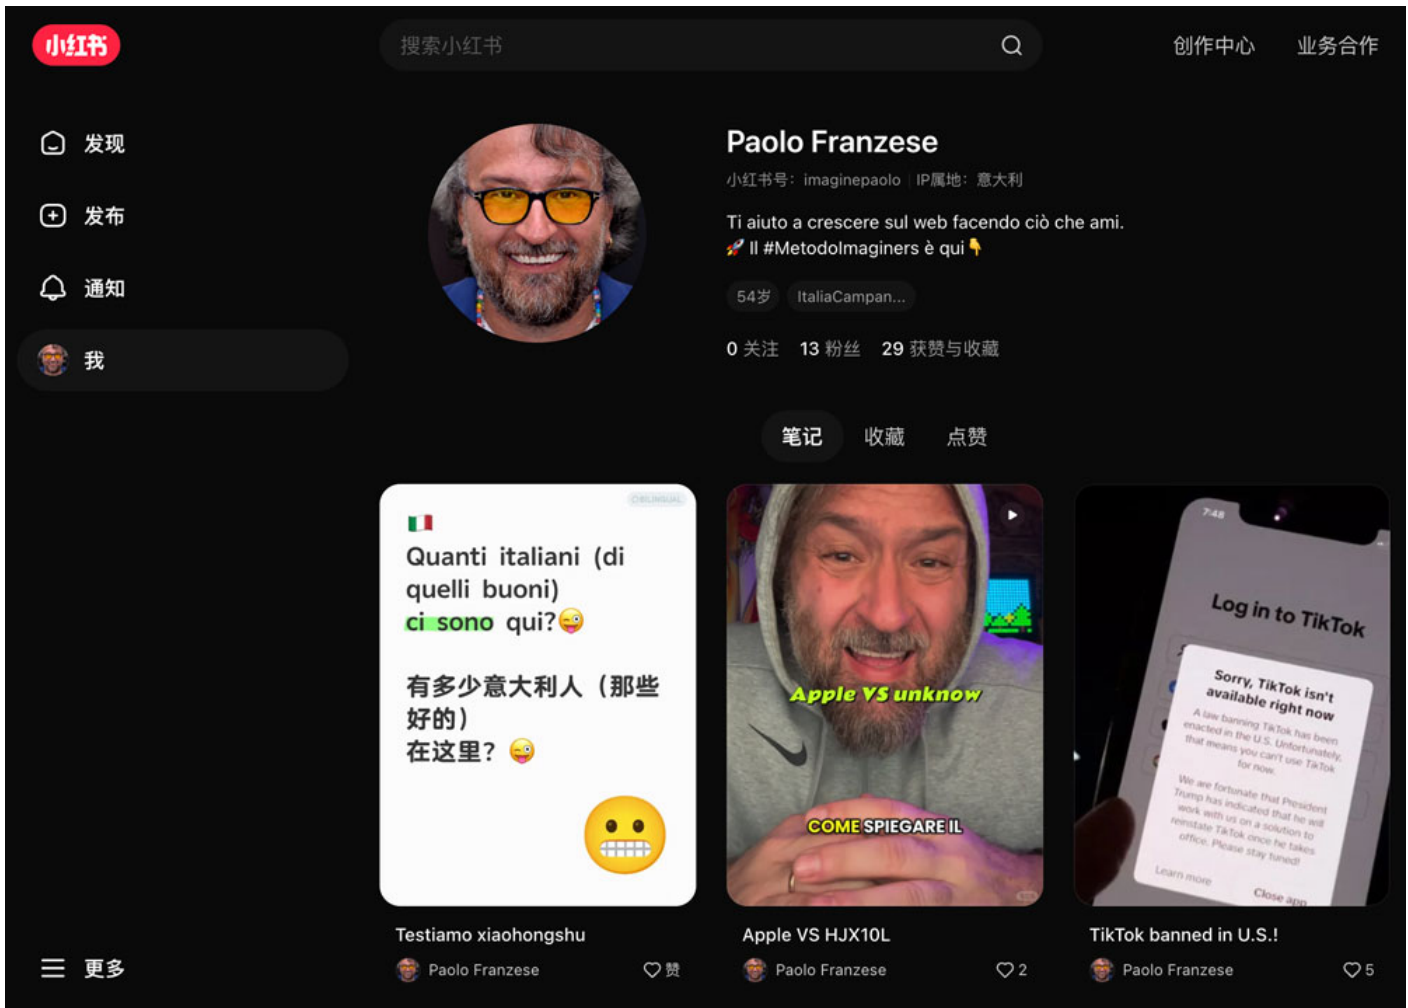 小红书
搜索小红书
创作中心
业务合作
发现
发布
通知
我
更多
Paolo Franzese
小红书号：imaginepaolo
IP属地：意大利
Ti aiuto a crescere sul web facendo ciò che ami.
🚀 Il #MetodoImaginers è qui👇
54岁
ItaliaCampan...
0 关注 13 粉丝 29 获赞与收藏
笔记
收藏
点赞
BILINGUAL
Quanti italiani (di
quelli buoni)
ci sono qui?😜
有多少意大利人（那些
好的）
在这里？😜
Testiamo xiaohongshu
Paolo Franzese
赞
Apple VS unknow
COME SPIEGARE IL
Apple VS HJX10L
Paolo Franzese
2
7:48
Log in to TikTok
Sorry, TikTok isn't
available right now
A law banning TikTok has been
enacted in the U.S. Unfortunately,
that means you can't use TikTok
for now.
We are fortunate that President
Trump has indicated that he will
work with us on a solution to
reinstate TikTok once he takes
office. Please stay tuned!
Learn more
Close app
TikTok banned in U.S.!
Paolo Franzese
5